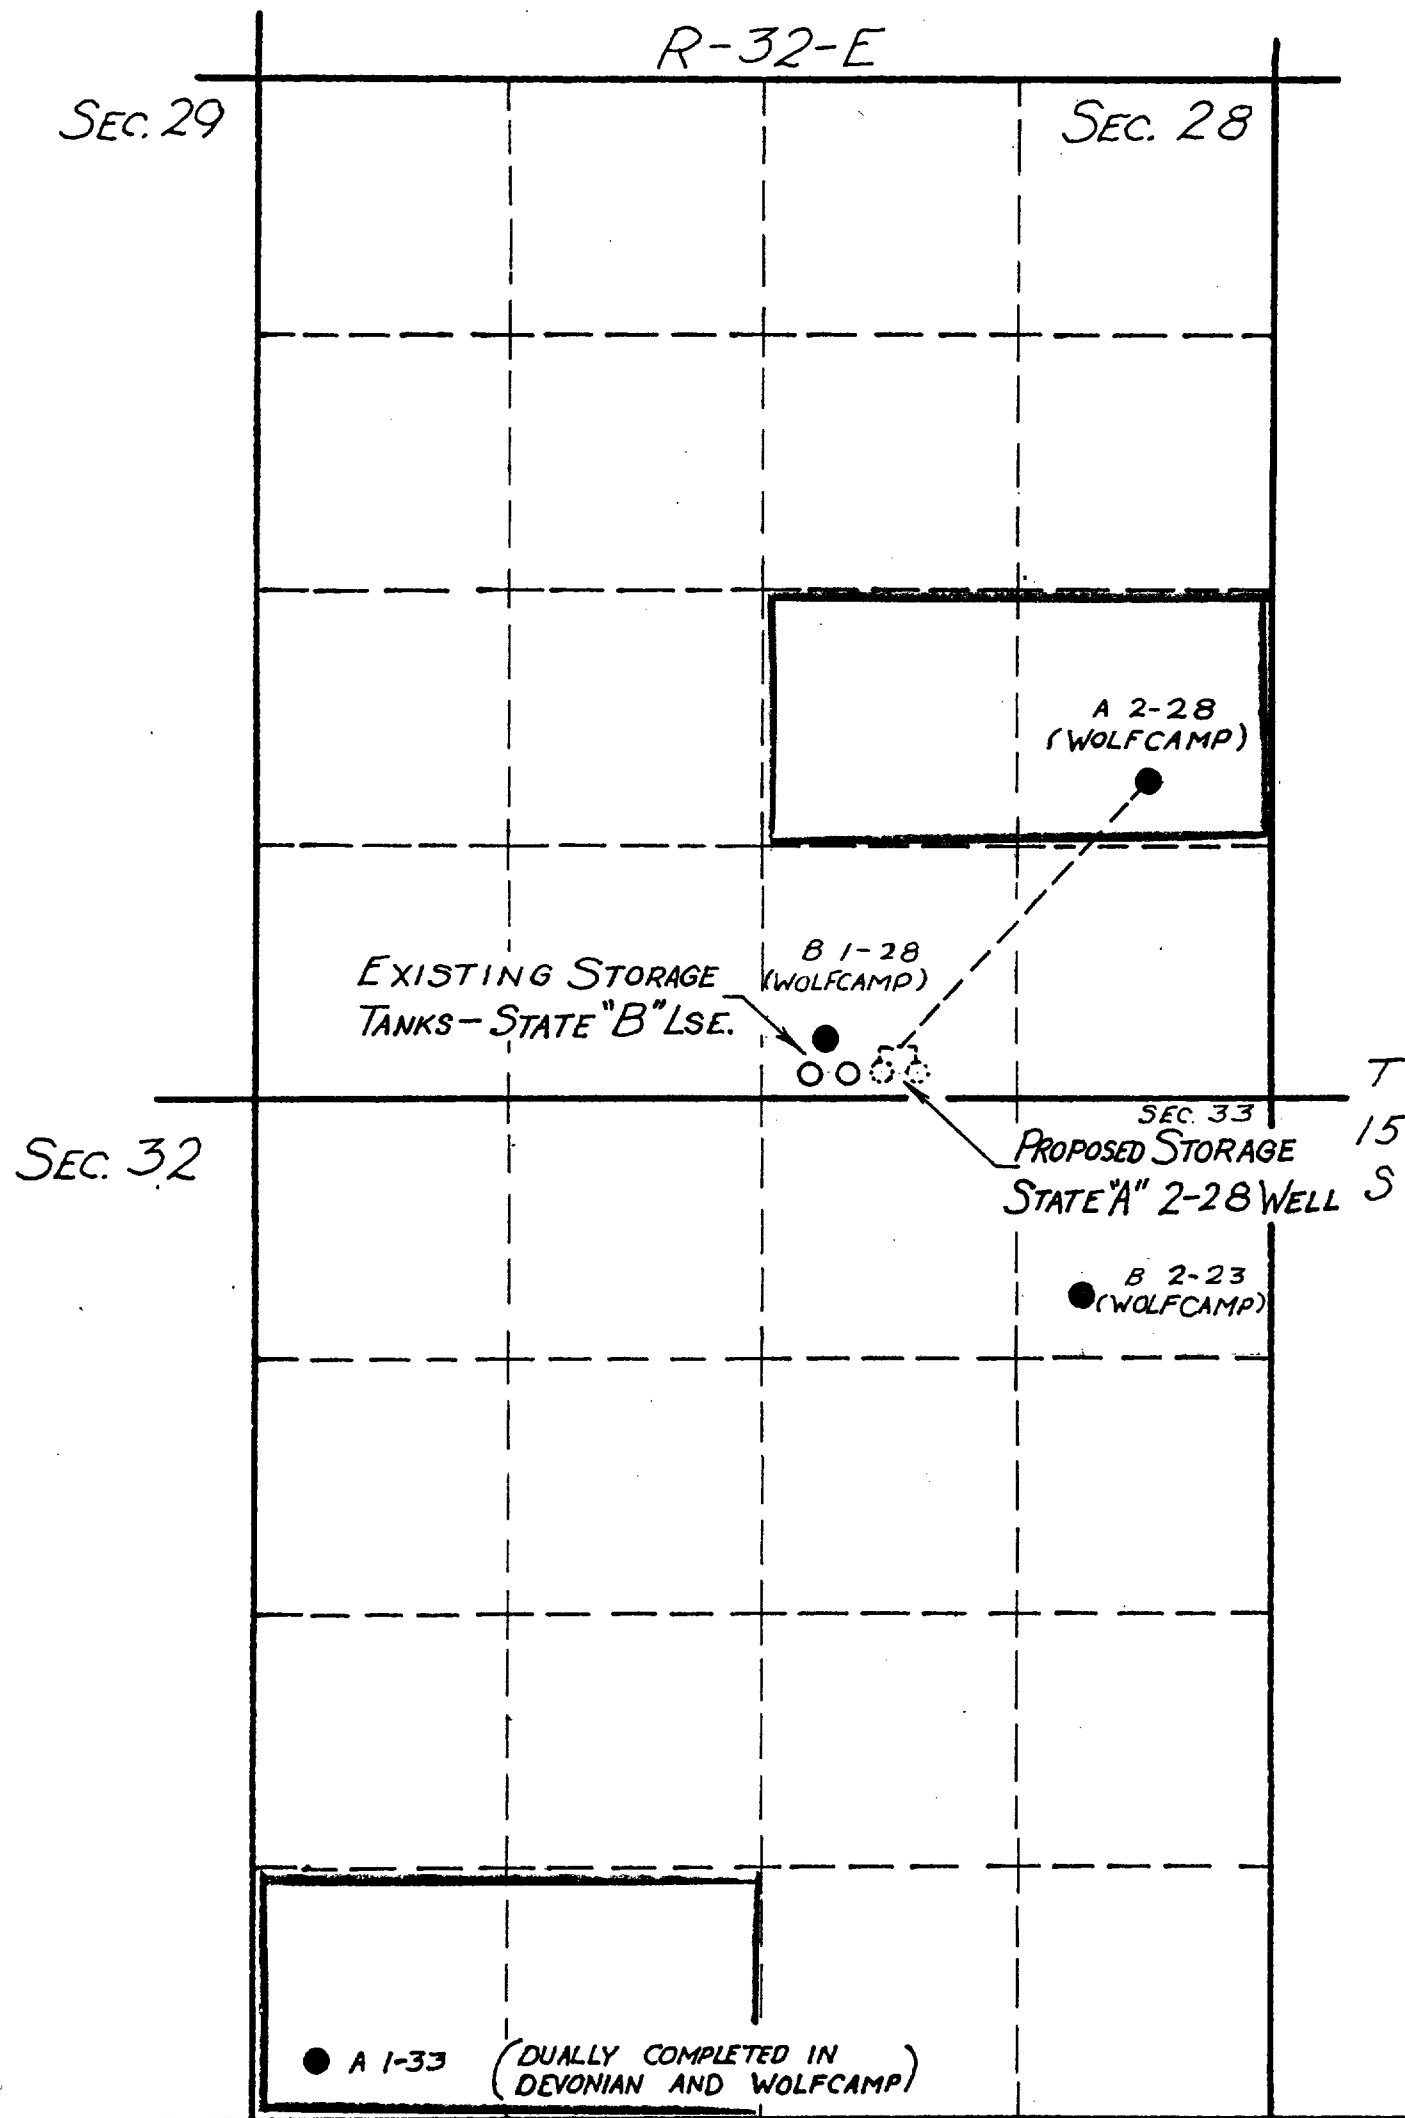 R-32-E
SEC. 29
SEC. 28
A 2-28
(WOLFCAMP)
B 1-28
(WOLFCAMP)
EXISTING STORAGE
TANKS - STATE "B" LSE.
T
15
S
SEC. 33
SEC. 32
PROPOSED STORAGE
STATE "A" 2-28 WELL
B 2-23
(WOLFCAMP)
A 1-33 (DUALLY COMPLETED IN
DEVONIAN AND WOLFCAMP)